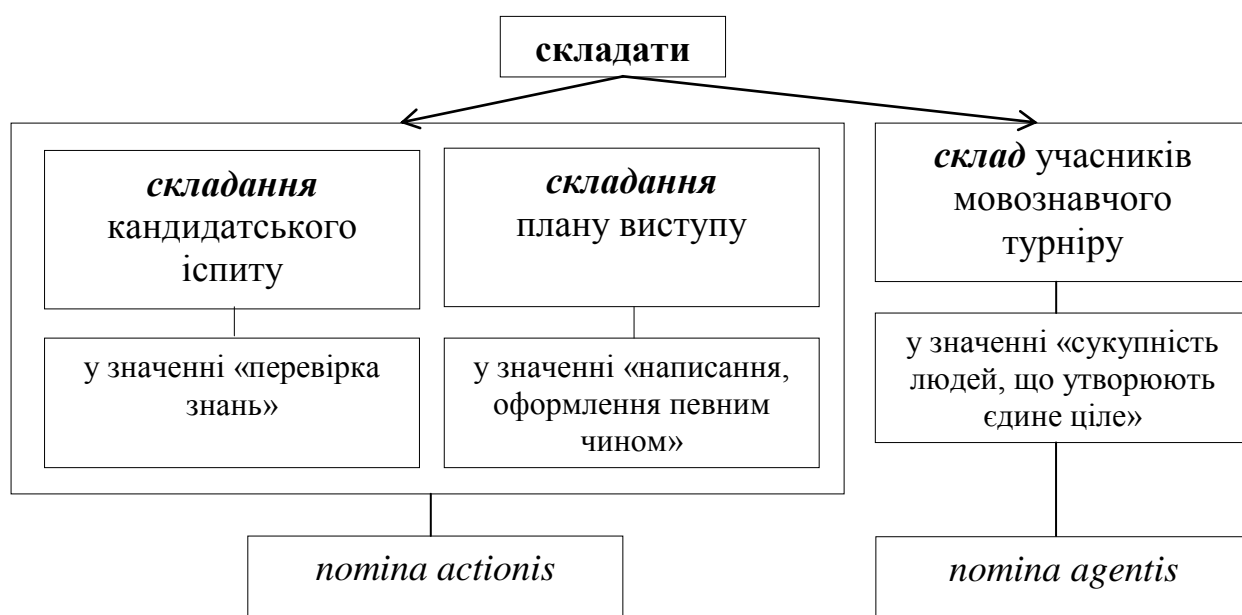 складати
складання
кандидатського
іспиту
складання
плану виступу
склад учасників
мовознавчого
турніру
у значенні «перевірка
знань»
у значенні «написання,
оформлення певним
чином»
у значенні «сукупність
людей, що утворюють
єдине ціле»
nomina actionis
nomina agentis